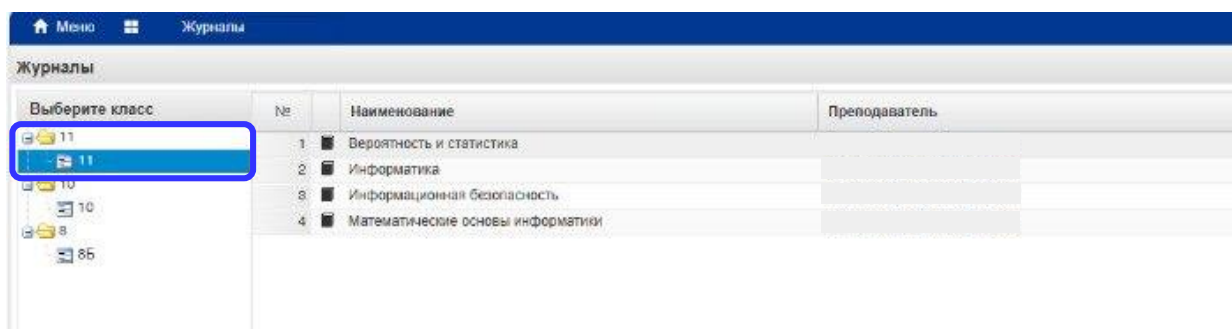 Меню Журналы
Журналы
Выберите класс № Наименование Преподаватель
11
11
10
10
8
8Б
1 Вероятность и статистика
2 Информатика
3 Информационная безопасность
4 Математические основы информатики